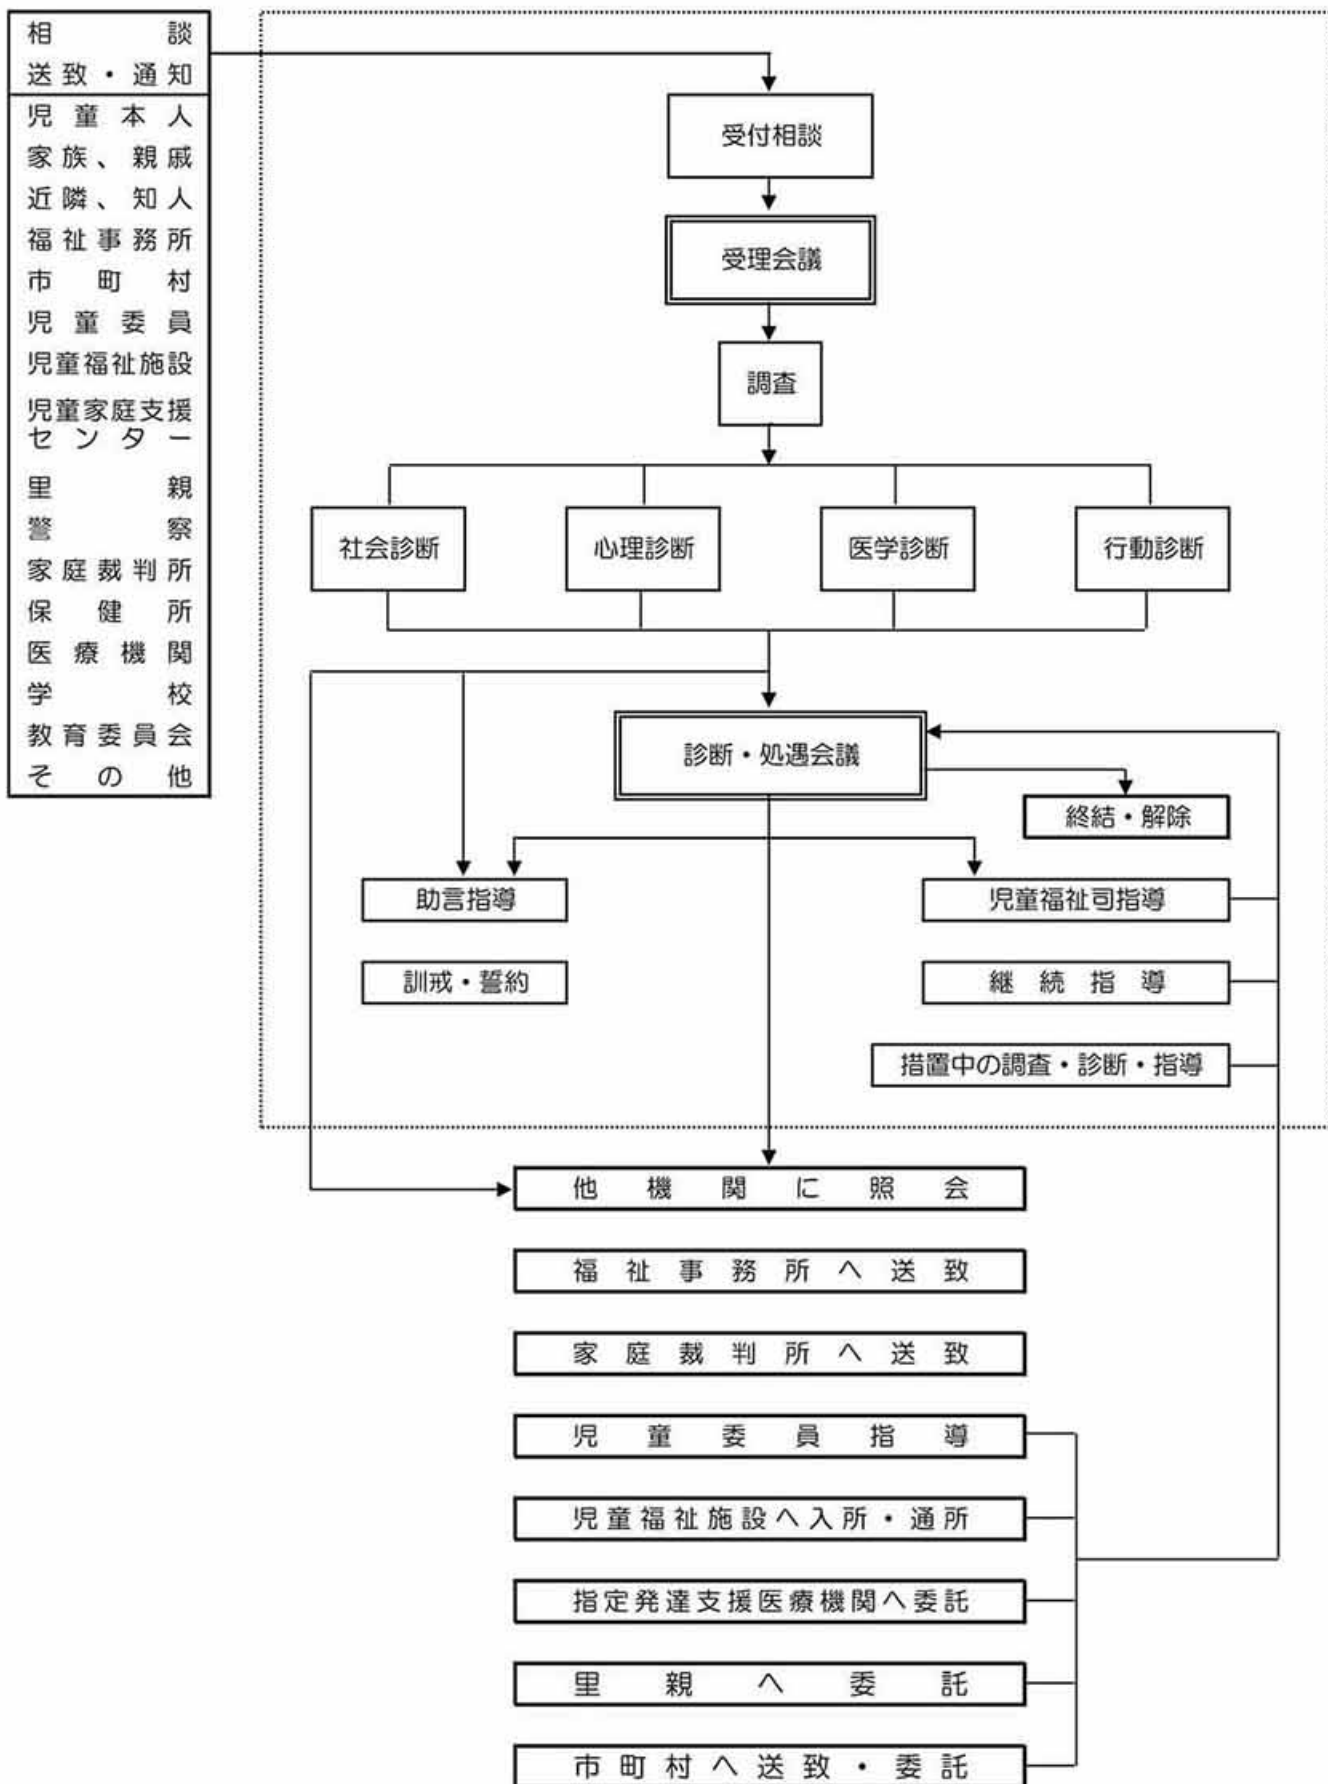 相談
送致・通知
児童本人
家族、親戚
近隣、知人
福祉事務所
市町村
児童委員
児童福祉施設
児童家庭支援
センター
里親
警察
家庭裁判所
保健所
医療機関
学校
教育委員会
その他
受付相談
受理会議
調査
社会診断
心理診断
医学診断
行動診断
診断・処遇会議
終結・解除
助言指導
児童福祉司指導
訓戒・誓約
継続指導
措置中の調査・診断・指導
他機関に照会
福祉事務所へ送致
家庭裁判所へ送致
児童委員指導
児童福祉施設へ入所・通所
指定発達支援医療機関へ委託
里親へ委託
市町村へ送致・委託